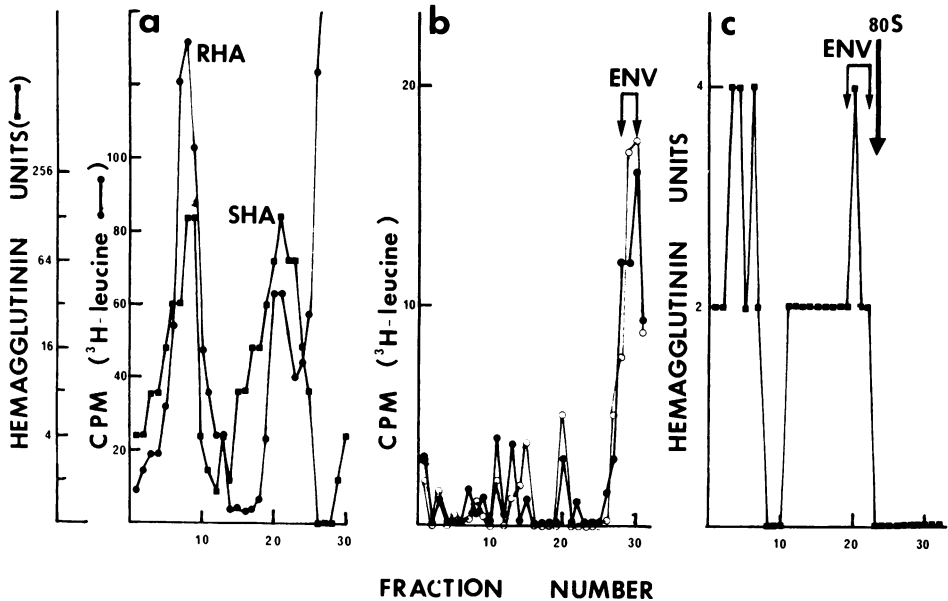 a
b
c
RHA
SHA
ENV
ENV
80S
HEMAGGLUTININ UNITS(■—■)
256
64
16
4
CPM (³H-leucine ●—●)
100
80
60
40
20
10
20
30
CPM (³H-leucine)
20
10
10
20
30
HEMAGGLUTININ UNITS
4
2
10
20
30
FRACTION NUMBER